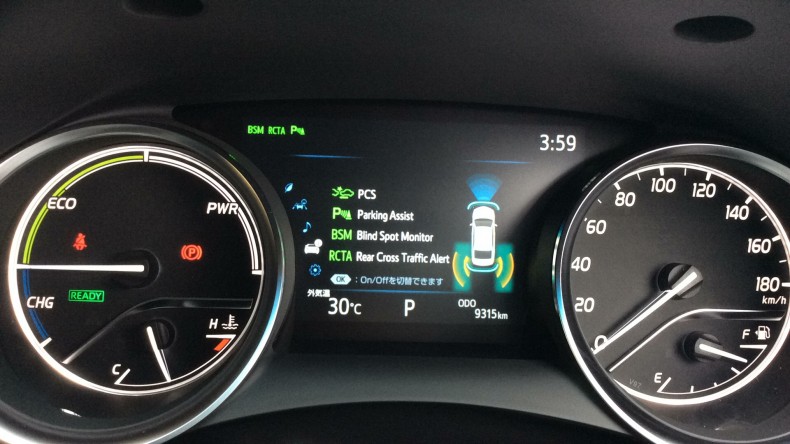 BSM RCTA P
3:59
ECO
PWR
CHG
READY
P
H
C
PCS
P Parking Assist
BSM Blind Spot Monitor
RCTA Rear Cross Traffic Alert
OK : On/Offを切替できます
外気温
30℃
P
ODO
9315km
0
20
40
60
80
100
120
140
160
180
km/h
F
E